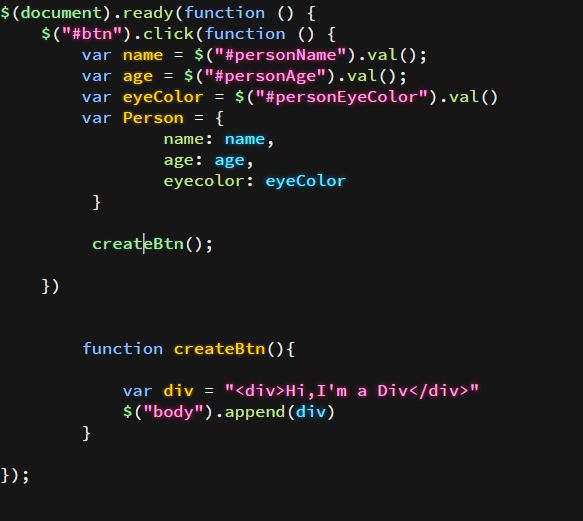 $(document).ready(function () {
    $("#btn").click(function () {
        var name = $("#personName").val();
        var age = $("#personAge").val();
        var eyeColor = $("#personEyeColor").val()
        var Person = {
                name: name,
                age: age,
                eyecolor: eyeColor
         }
         createBtn();
    })
        function createBtn(){
            var div = "<div>Hi,I'm a Div</div>"
            $("body").append(div)
        }
});